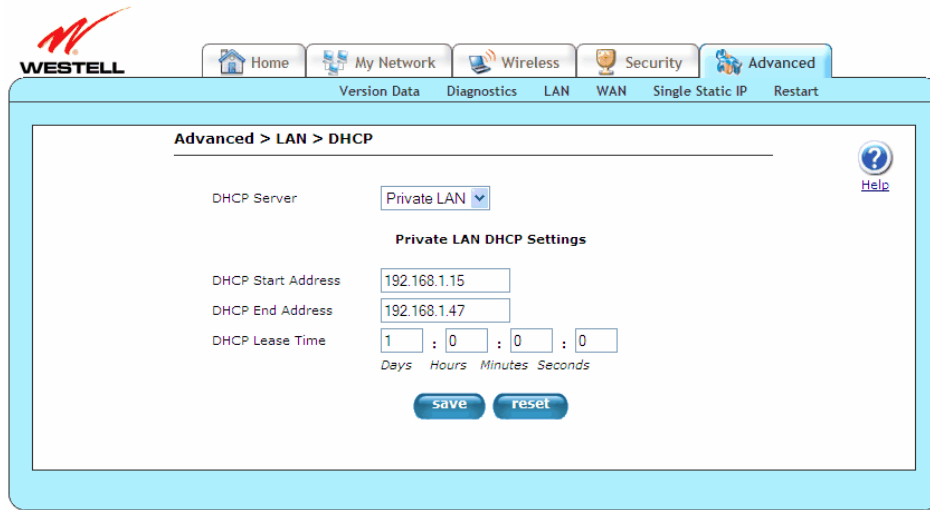 WESTELL
Home My Network Wireless Security Advanced
Version Data Diagnostics LAN WAN Single Static IP Restart
Advanced > LAN > DHCP
?
Help
DHCP Server Private LAN
Private LAN DHCP Settings
DHCP Start Address 192.168.1.15
DHCP End Address 192.168.1.47
DHCP Lease Time 1 : 0 : 0 : 0
Days Hours Minutes Seconds
save reset